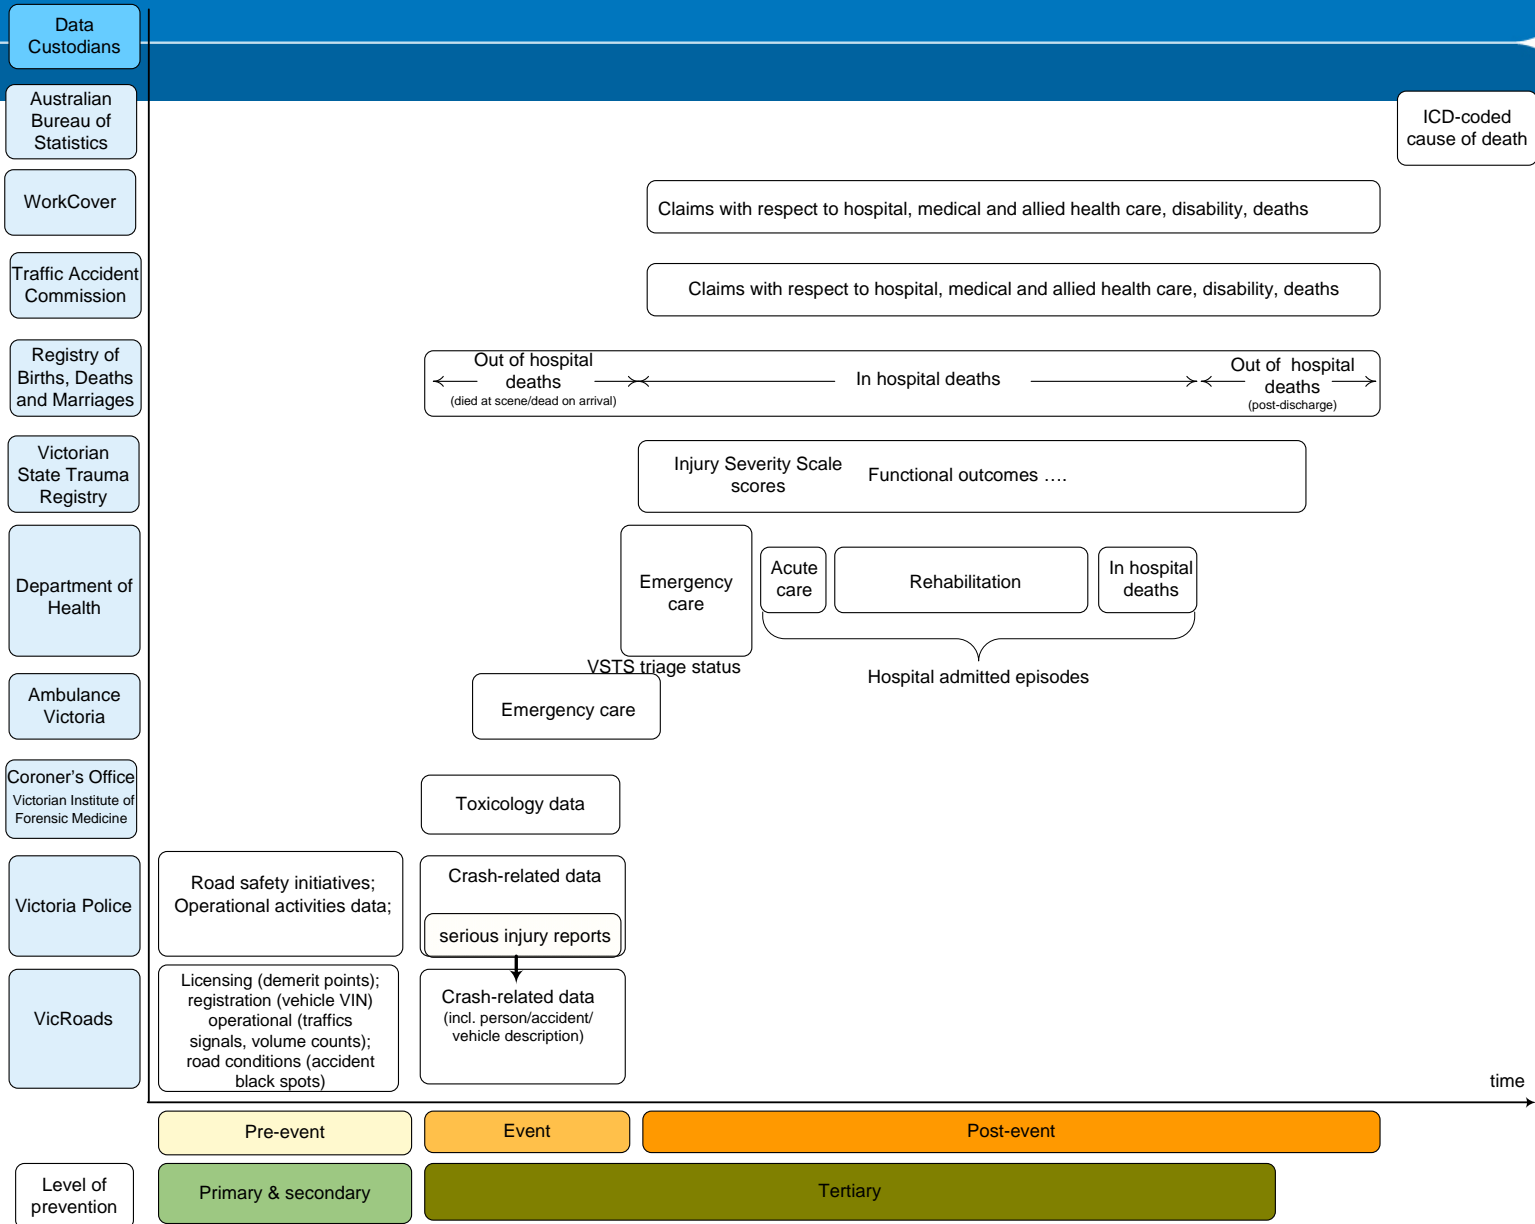 Data
Custodians
Australian
Bureau of
Statistics
ICD-coded
cause of death
WorkCover
Claims with respect to hospital, medical and allied health care, disability, deaths
Traffic Accident
Commission
Claims with respect to hospital, medical and allied health care, disability, deaths
Registry of
Births, Deaths
and Marriages
Out of hospital
deaths
(died at scene/dead on arrival)
In hospital deaths
Out of hospital
deaths
(post-discharge)
Victorian
State Trauma
Registry
Injury Severity Scale
scores
Functional outcomes ....
Department of
Health
Emergency
care
Acute
care
Rehabilitation
In hospital
deaths
VSTS triage status
Hospital admitted episodes
Ambulance
Victoria
Emergency care
Coroner's Office
Victorian Institute of
Forensic Medicine
Toxicology data
Victoria Police
Road safety initiatives;
Operational activities data;
Crash-related data
serious injury reports
VicRoads
Licensing (demerit points);
registration (vehicle VIN)
operational (traffics
signals, volume counts);
road conditions (accident
black spots)
Crash-related data
(incl. person/accident/
vehicle description)
time
Pre-event
Event
Post-event
Level of
prevention
Primary & secondary
Tertiary